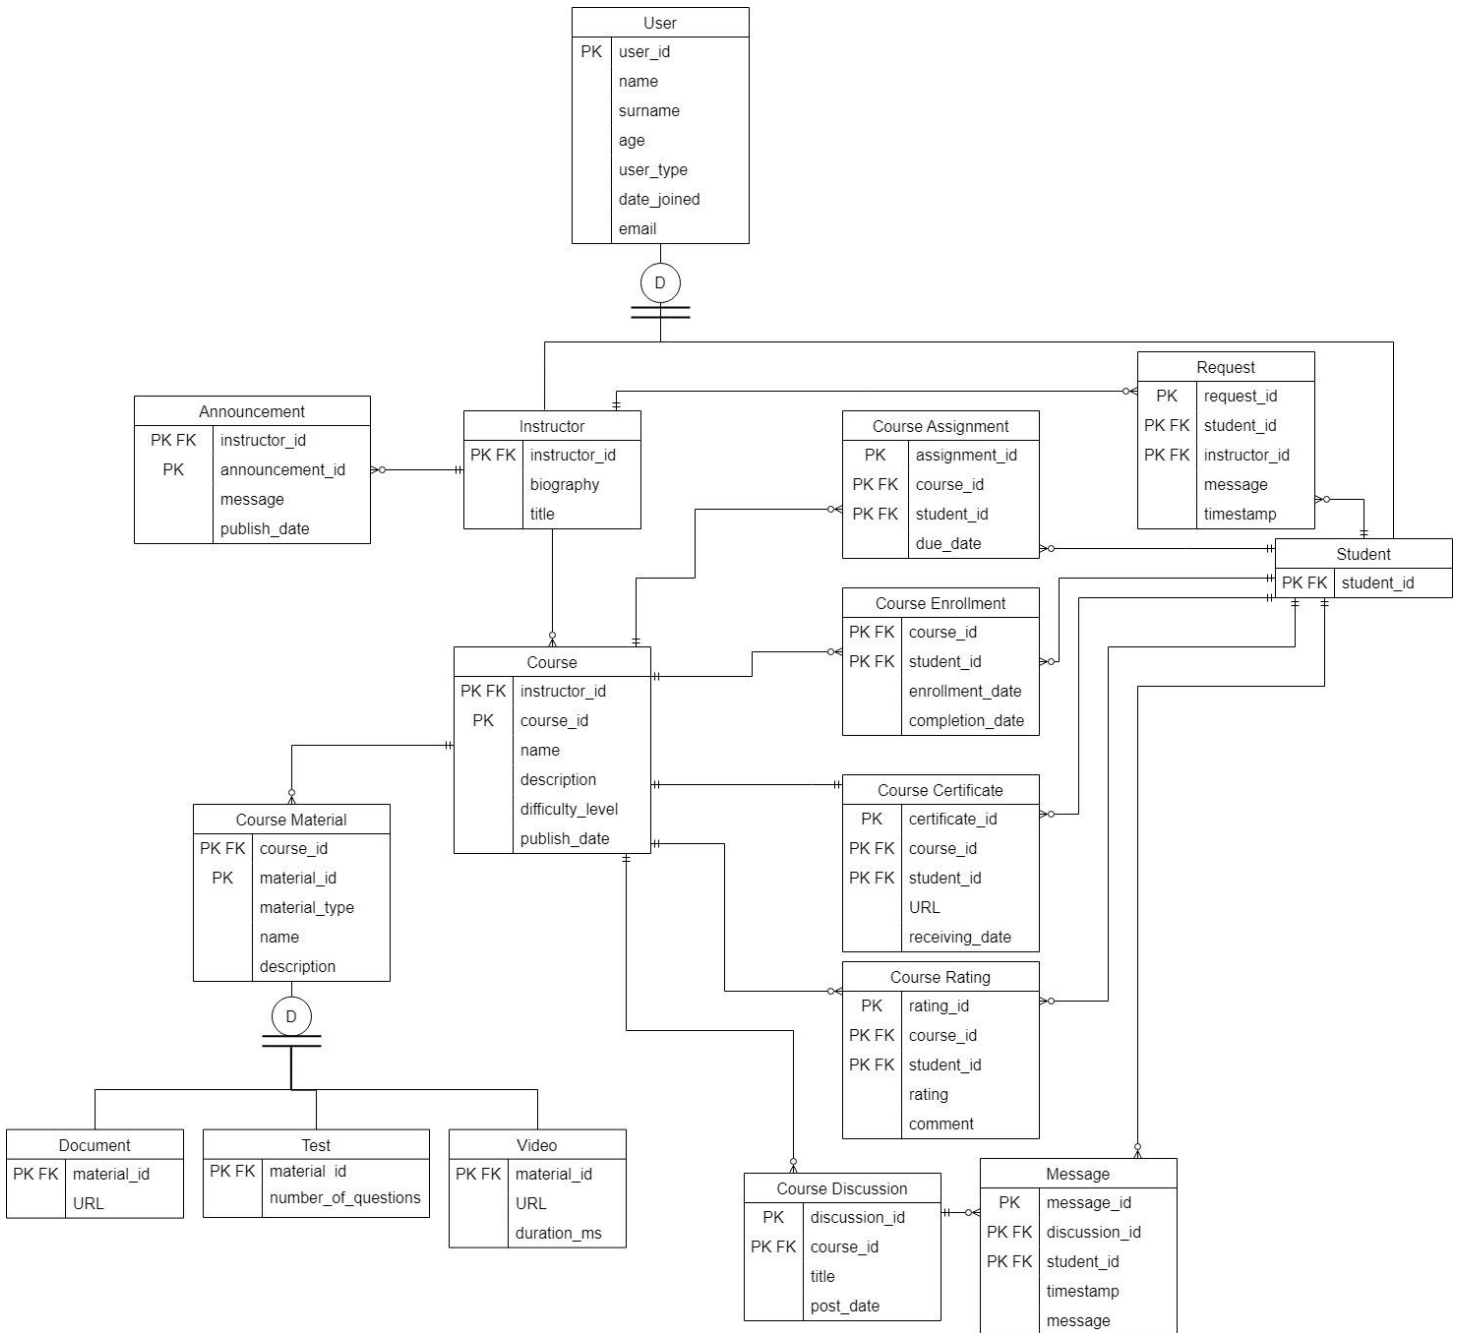 User
PK user_id
name
surname
age
user_type
date_joined
email
D
Request
PK request_id
PK FK student_id
PK FK instructor_id
message
timestamp
Announcement
PK FK instructor_id
PK announcement_id
message
publish_date
Instructor
PK FK instructor_id
biography
title
Course Assignment
PK assignment_id
PK FK course_id
PK FK student_id
due_date
Student
PK FK student_id
Course Enrollment
PK FK course_id
PK FK student_id
enrollment_date
completion_date
Course
PK FK instructor_id
PK course_id
name
description
difficulty_level
publish_date
Course Certificate
PK certificate_id
PK FK course_id
PK FK student_id
URL
receiving_date
Course Material
PK FK course_id
PK material_id
material_type
name
description
D
Course Rating
PK rating_id
PK FK course_id
PK FK student_id
rating
comment
Document
PK FK material_id
URL
Test
PK FK material_id
number_of_questions
Video
PK FK material_id
URL
duration_ms
Course Discussion
PK discussion_id
PK FK course_id
title
post_date
Message
PK message_id
PK FK discussion_id
PK FK student_id
timestamp
message